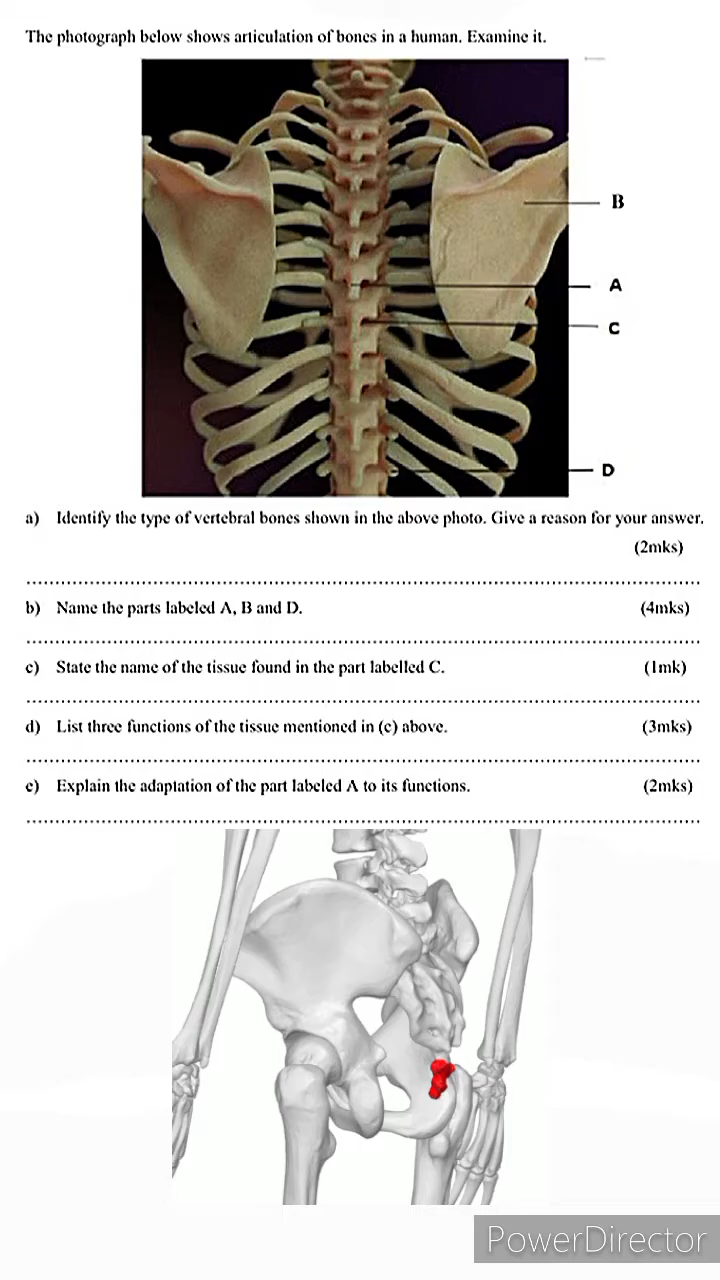 The photograph below shows articulation of bones in a human. Examine it.
B
A
C
D
a) Identify the type of vertebral bones shown in the above photo. Give a reason for your answer.
(2mks)
b) Name the parts labeled A, B and D. (4mks)
c) State the name of the tissue found in the part labelled C. (1mk)
d) List three functions of the tissue mentioned in (c) above. (3mks)
e) Explain the adaptation of the part labeled A to its functions. (2mks)
PowerDirector